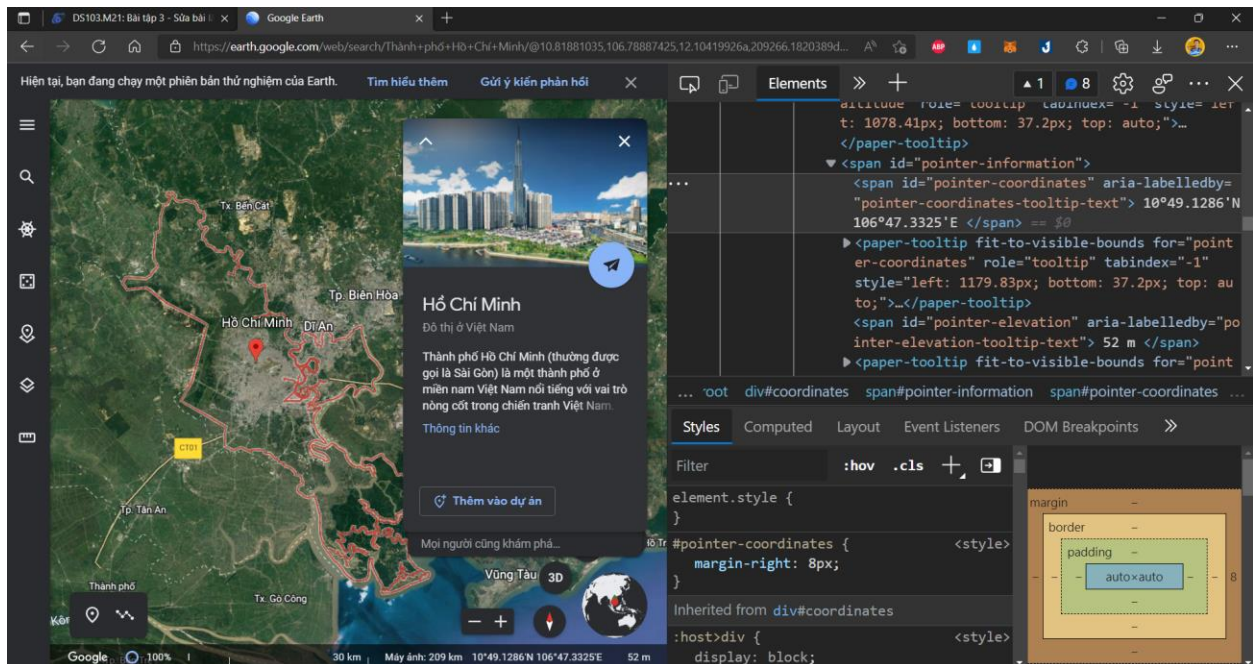 DS103.M21: Bài tập 3 - Sửa bài
Google Earth
https://earth.google.com/web/search/Thành+phố+Hồ+Chí+Minh/@10.81881035,106.78887425,12.10419926a,209266.1820389d...
Hiện tại, bạn đang chạy một phiên bản thử nghiệm của Earth.
Tìm hiểu thêm
Gửi ý kiến phản hồi
Tx. Bến Cát
Tp. Biên Hòa
Hồ Chí Minh
Dĩ An
CT01
Tp. Tân An
Thành phố
Tx. Gò Công
Vũng Tàu
Hồ Chí Minh
Đô thị ở Việt Nam
Thành phố Hồ Chí Minh (thường được
gọi là Sài Gòn) là một thành phố ở
miền nam Việt Nam nổi tiếng với vai trò
nòng cốt trong chiến tranh Việt Nam.
Thông tin khác
Thêm vào dự án
Mọi người cũng khám phá...
3D
Google
100%
30 km
Máy ảnh: 209 km
10°49.1286'N 106°47.3325'E
52 m
Elements
1
8
altitude" role="tooltip" tabindex="-1" style="lef
t: 1078.41px; bottom: 37.2px; top: auto;">…
</paper-tooltip>
<span id="pointer-information">
<span id="pointer-coordinates" aria-labelledby=
"pointer-coordinates-tooltip-text"> 10°49.1286'N
106°47.3325'E </span> == $0
<paper-tooltip fit-to-visible-bounds for="point
er-coordinates" role="tooltip" tabindex="-1"
style="left: 1179.83px; bottom: 37.2px; top: au
to;">…</paper-tooltip>
<span id="pointer-elevation" aria-labelledby="po
inter-elevation-tooltip-text"> 52 m </span>
<paper-tooltip fit-to-visible-bounds for="point
... root div#coordinates span#pointer-information span#pointer-coordinates ...
Styles Computed Layout Event Listeners DOM Breakpoints
Filter
:hov .cls
element.style {
}
#pointer-coordinates { <style>
margin-right: 8px;
}
Inherited from div#coordinates
:host>div { <style>
display: block;
margin –
border –
padding –
– – – auto×auto – – 8
–
–
–